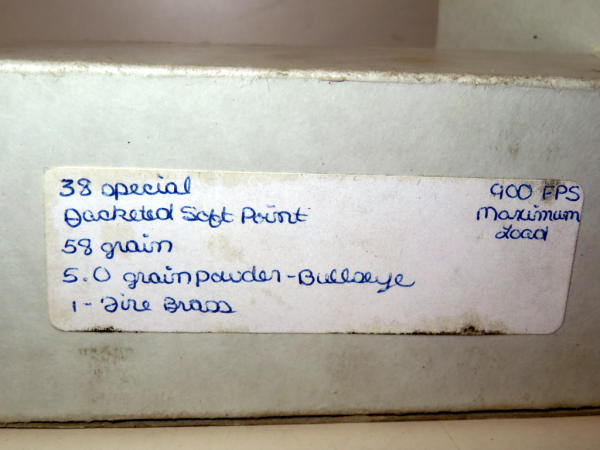 38 special
Jacketed Soft Point
58 grain
5.0 grain powder - Bullseye
1 - Fire Brass
900 FPS
Maximum
Load